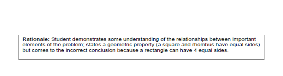 Rationale: Student demonstrates some understanding of the relationships between important
elements of the problem; states a geometric property (a square and rhombus have equal sides)
but comes to the incorrect conclusion because a rectangle can have 4 equal sides.